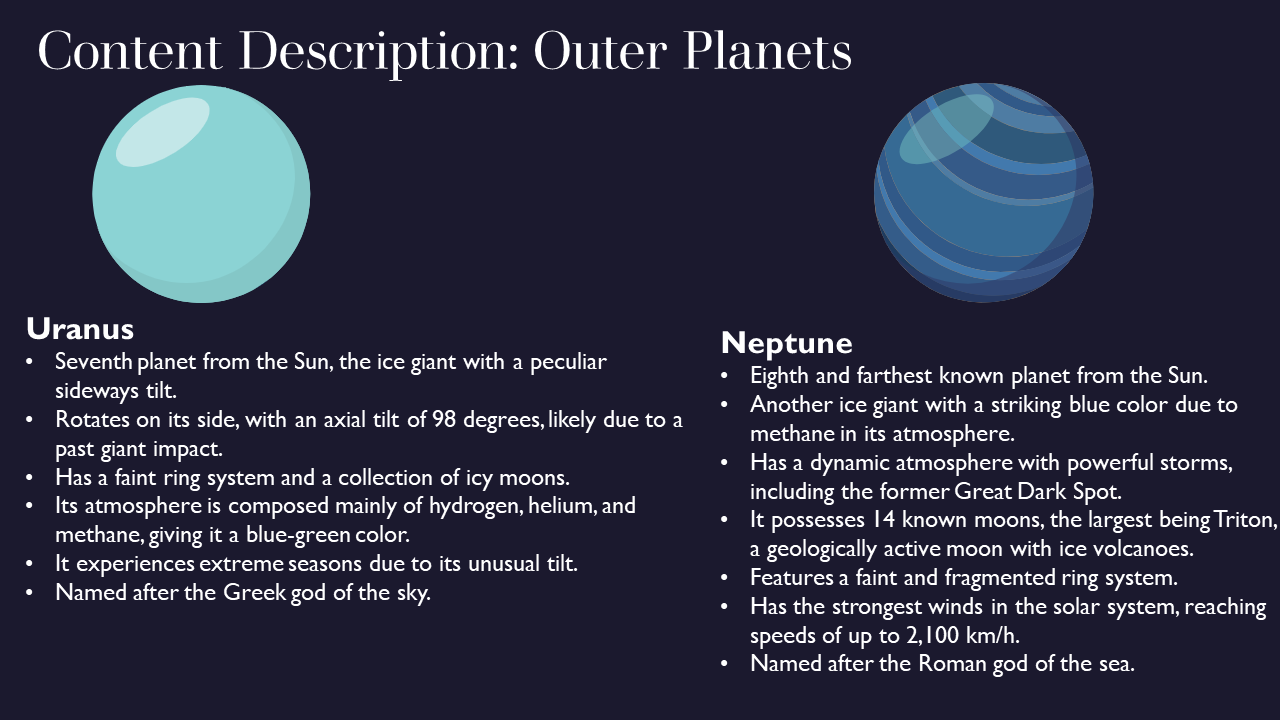 Content Description: Outer Planets
Uranus
• Seventh planet from the Sun, the ice giant with a peculiar
sideways tilt.
• Rotates on its side, with an axial tilt of 98 degrees, likely due to a
past giant impact.
• Has a faint ring system and a collection of icy moons.
• Its atmosphere is composed mainly of hydrogen, helium, and
methane, giving it a blue-green color.
• It experiences extreme seasons due to its unusual tilt.
• Named after the Greek god of the sky.
Neptune
• Eighth and farthest known planet from the Sun.
• Another ice giant with a striking blue color due to
methane in its atmosphere.
• Has a dynamic atmosphere with powerful storms,
including the former Great Dark Spot.
• It possesses 14 known moons, the largest being Triton,
a geologically active moon with ice volcanoes.
• Features a faint and fragmented ring system.
• Has the strongest winds in the solar system, reaching
speeds of up to 2,100 km/h.
• Named after the Roman god of the sea.